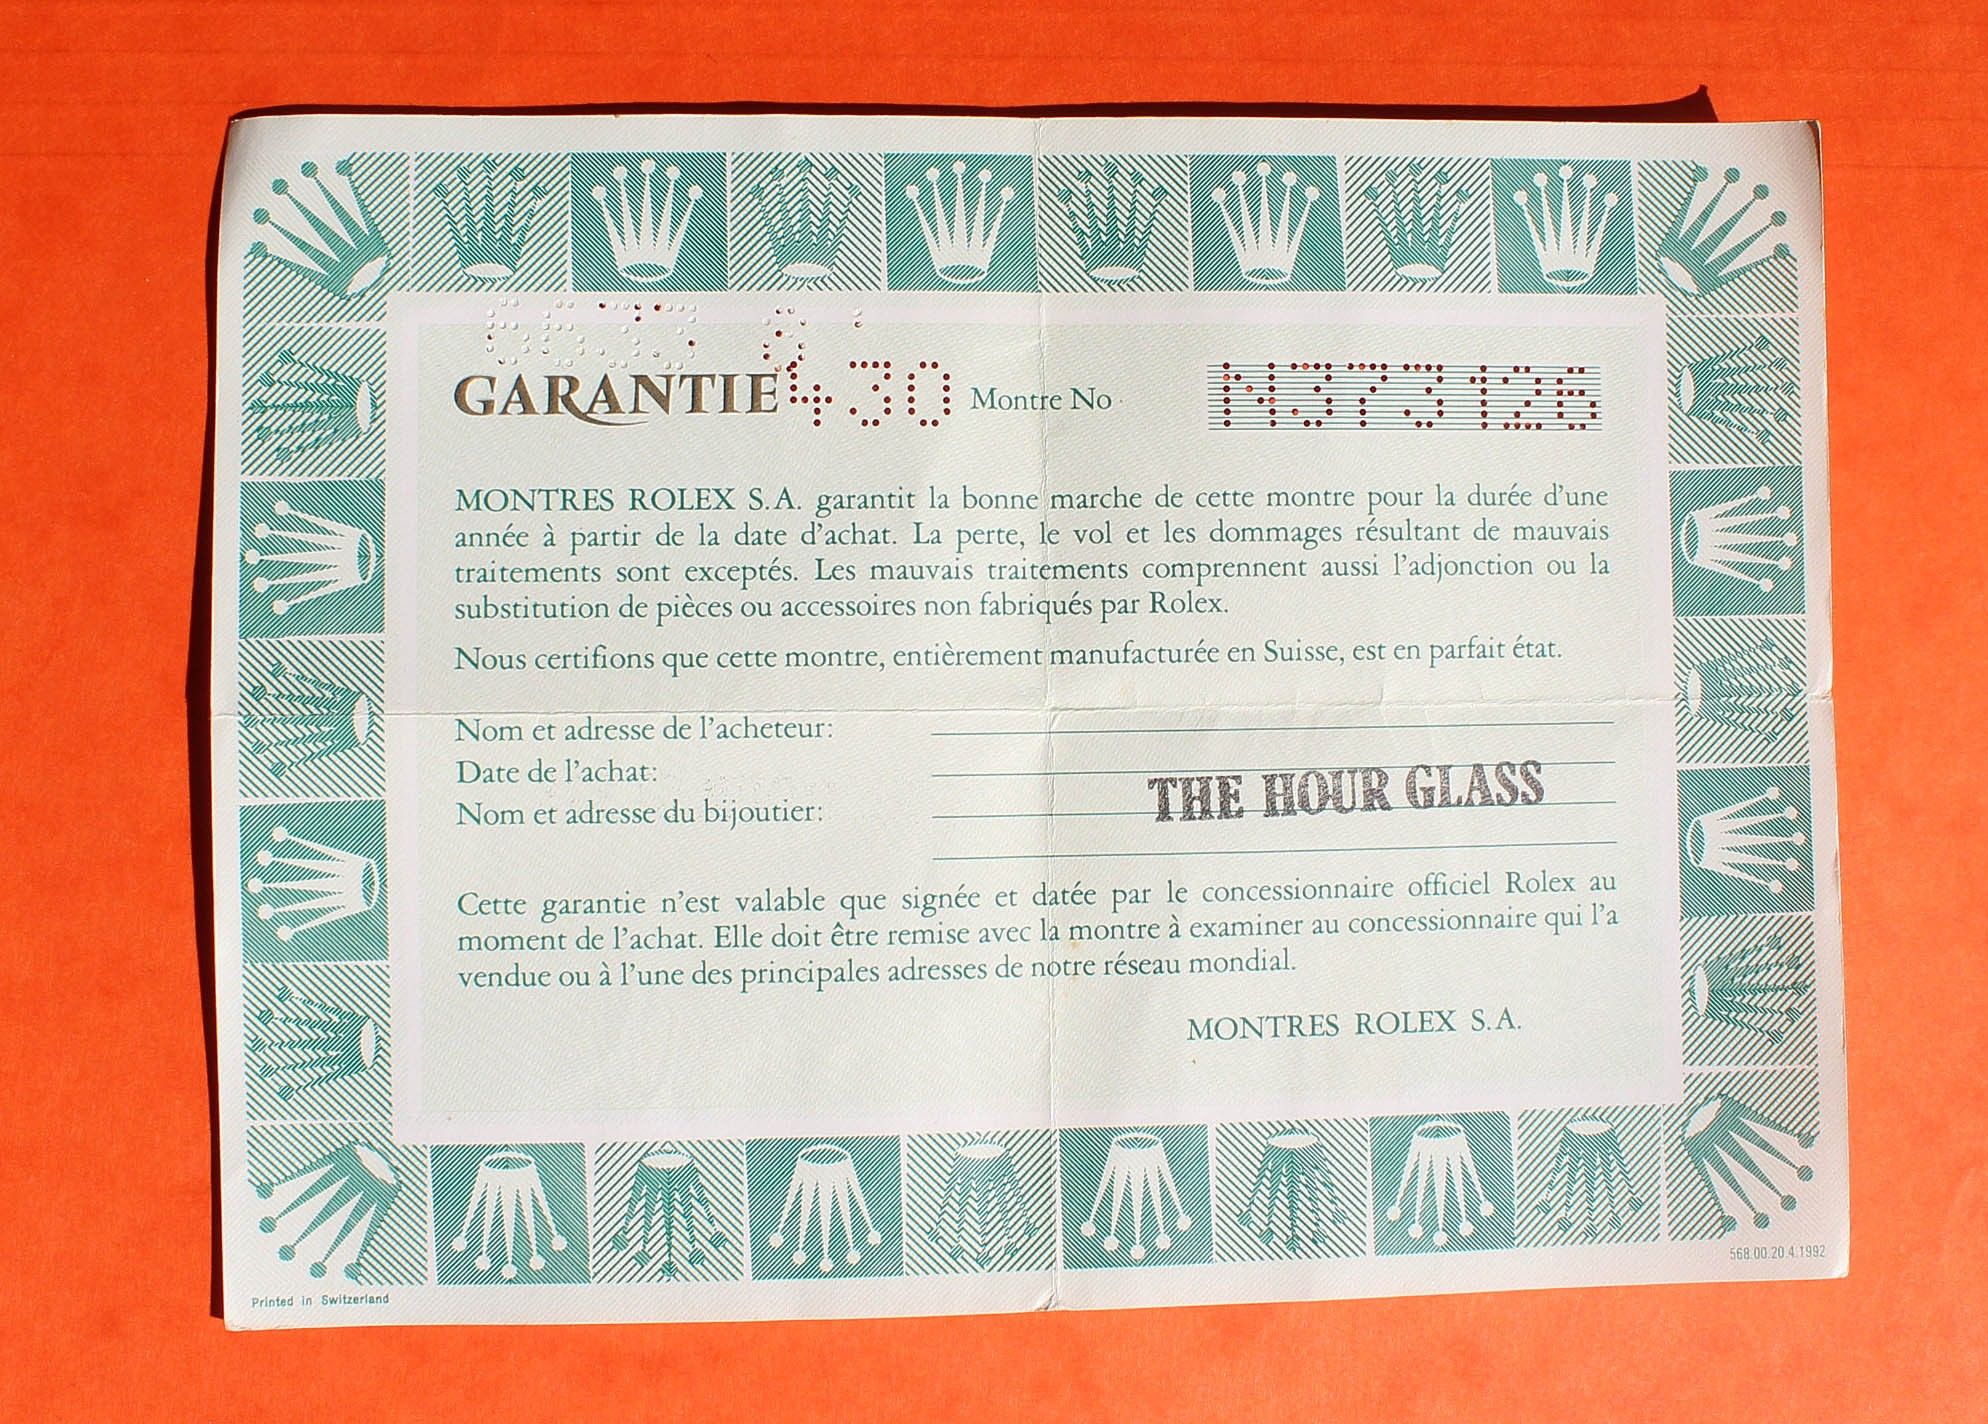 GARANTIE 430 Montre No N373126
MONTRES ROLEX S.A. garantit la bonne marche de cette montre pour la durée d'une
année à partir de la date d'achat. La perte, le vol et les dommages résultant de mauvais
traitements sont exceptés. Les mauvais traitements comprennent aussi l'adjonction ou la
substitution de pièces ou accessoires non fabriqués par Rolex.
Nous certifions que cette montre, entièrement manufacturée en Suisse, est en parfait état.
Nom et adresse de l'acheteur:
Date de l'achat:
THE HOUR GLASS
Nom et adresse du bijoutier:
Cette garantie n'est valable que signée et datée par le concessionnaire officiel Rolex au
moment de l'achat. Elle doit être remise avec la montre à examiner au concessionnaire qui l'a
vendue ou à l'une des principales adresses de notre réseau mondial.
MONTRES ROLEX S.A.
568.00.20.4.1992
Printed in Switzerland